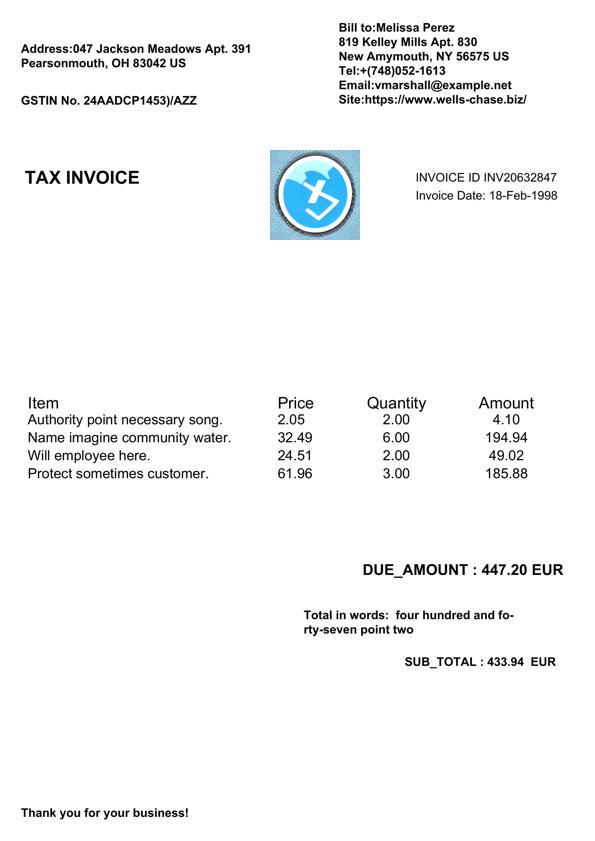 Address:047 Jackson Meadows Apt. 391
Pearsonmouth, OH 83042 US
GSTIN No. 24AADCP1453)/AZZ
Bill to:Melissa Perez
819 Kelley Mills Apt. 830
New Amymouth, NY 56575 US
Tel:+(748)052-1613
Email:vmarshall@example.net
Site:https://www.wells-chase.biz/
TAX INVOICE
INVOICE ID INV20632847
Invoice Date: 18-Feb-1998
Item Price Quantity Amount
Authority point necessary song. 2.05 2.00 4.10
Name imagine community water. 32.49 6.00 194.94
Will employee here. 24.51 2.00 49.02
Protect sometimes customer. 61.96 3.00 185.88
DUE_AMOUNT : 447.20 EUR
Total in words: four hundred and fo-
rty-seven point two
SUB_TOTAL : 433.94 EUR
Thank you for your business!